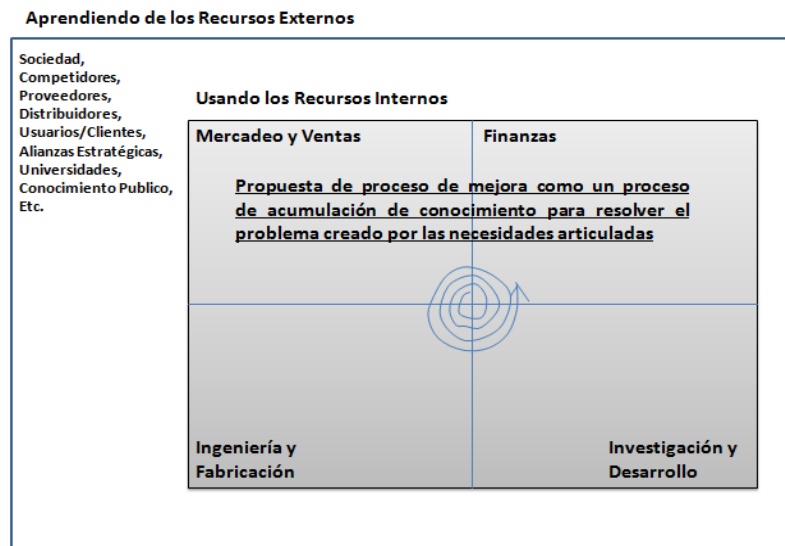 Aprendiendo de los Recursos Externos
Sociedad,
Competidores,
Proveedores,
Distribuidores,
Usuarios/Clientes,
Alianzas Estratégicas,
Universidades,
Conocimiento Publico,
Etc.
Usando los Recursos Internos
Mercadeo y Ventas
Finanzas
Propuesta de proceso de mejora como un proceso
de acumulación de conocimiento para resolver el
problema creado por las necesidades articuladas
Ingeniería y
Fabricación
Investigación y
Desarrollo